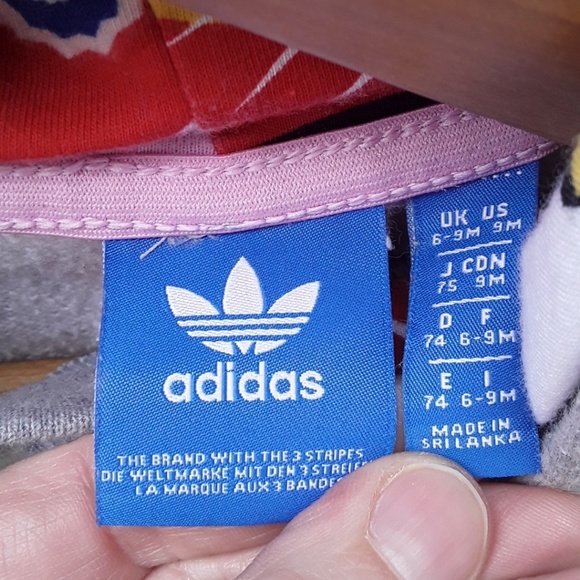 adidas
THE BRAND WITH THE 3 STRIPES
DIE WELTMARKE MIT DEN 3 STREIFE
LA MARQUE AUX 3 BANDES
UK US
6-9M 9M
J CDN
75 9M
D F
74 6-9M
E I
74 6-9M
MADE IN
SRI LANKA